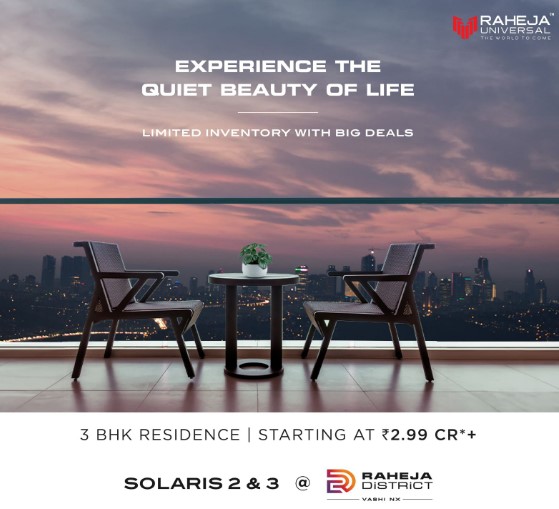 RAHEJA™
UNIVERSAL
THE WORLD TO COME
EXPERIENCE THE
QUIET BEAUTY OF LIFE
LIMITED INVENTORY WITH BIG DEALS
3 BHK RESIDENCE | STARTING AT ₹2.99 CR*+
SOLARIS 2 & 3 @ RAHEJA
DISTRICT
VASHI NX